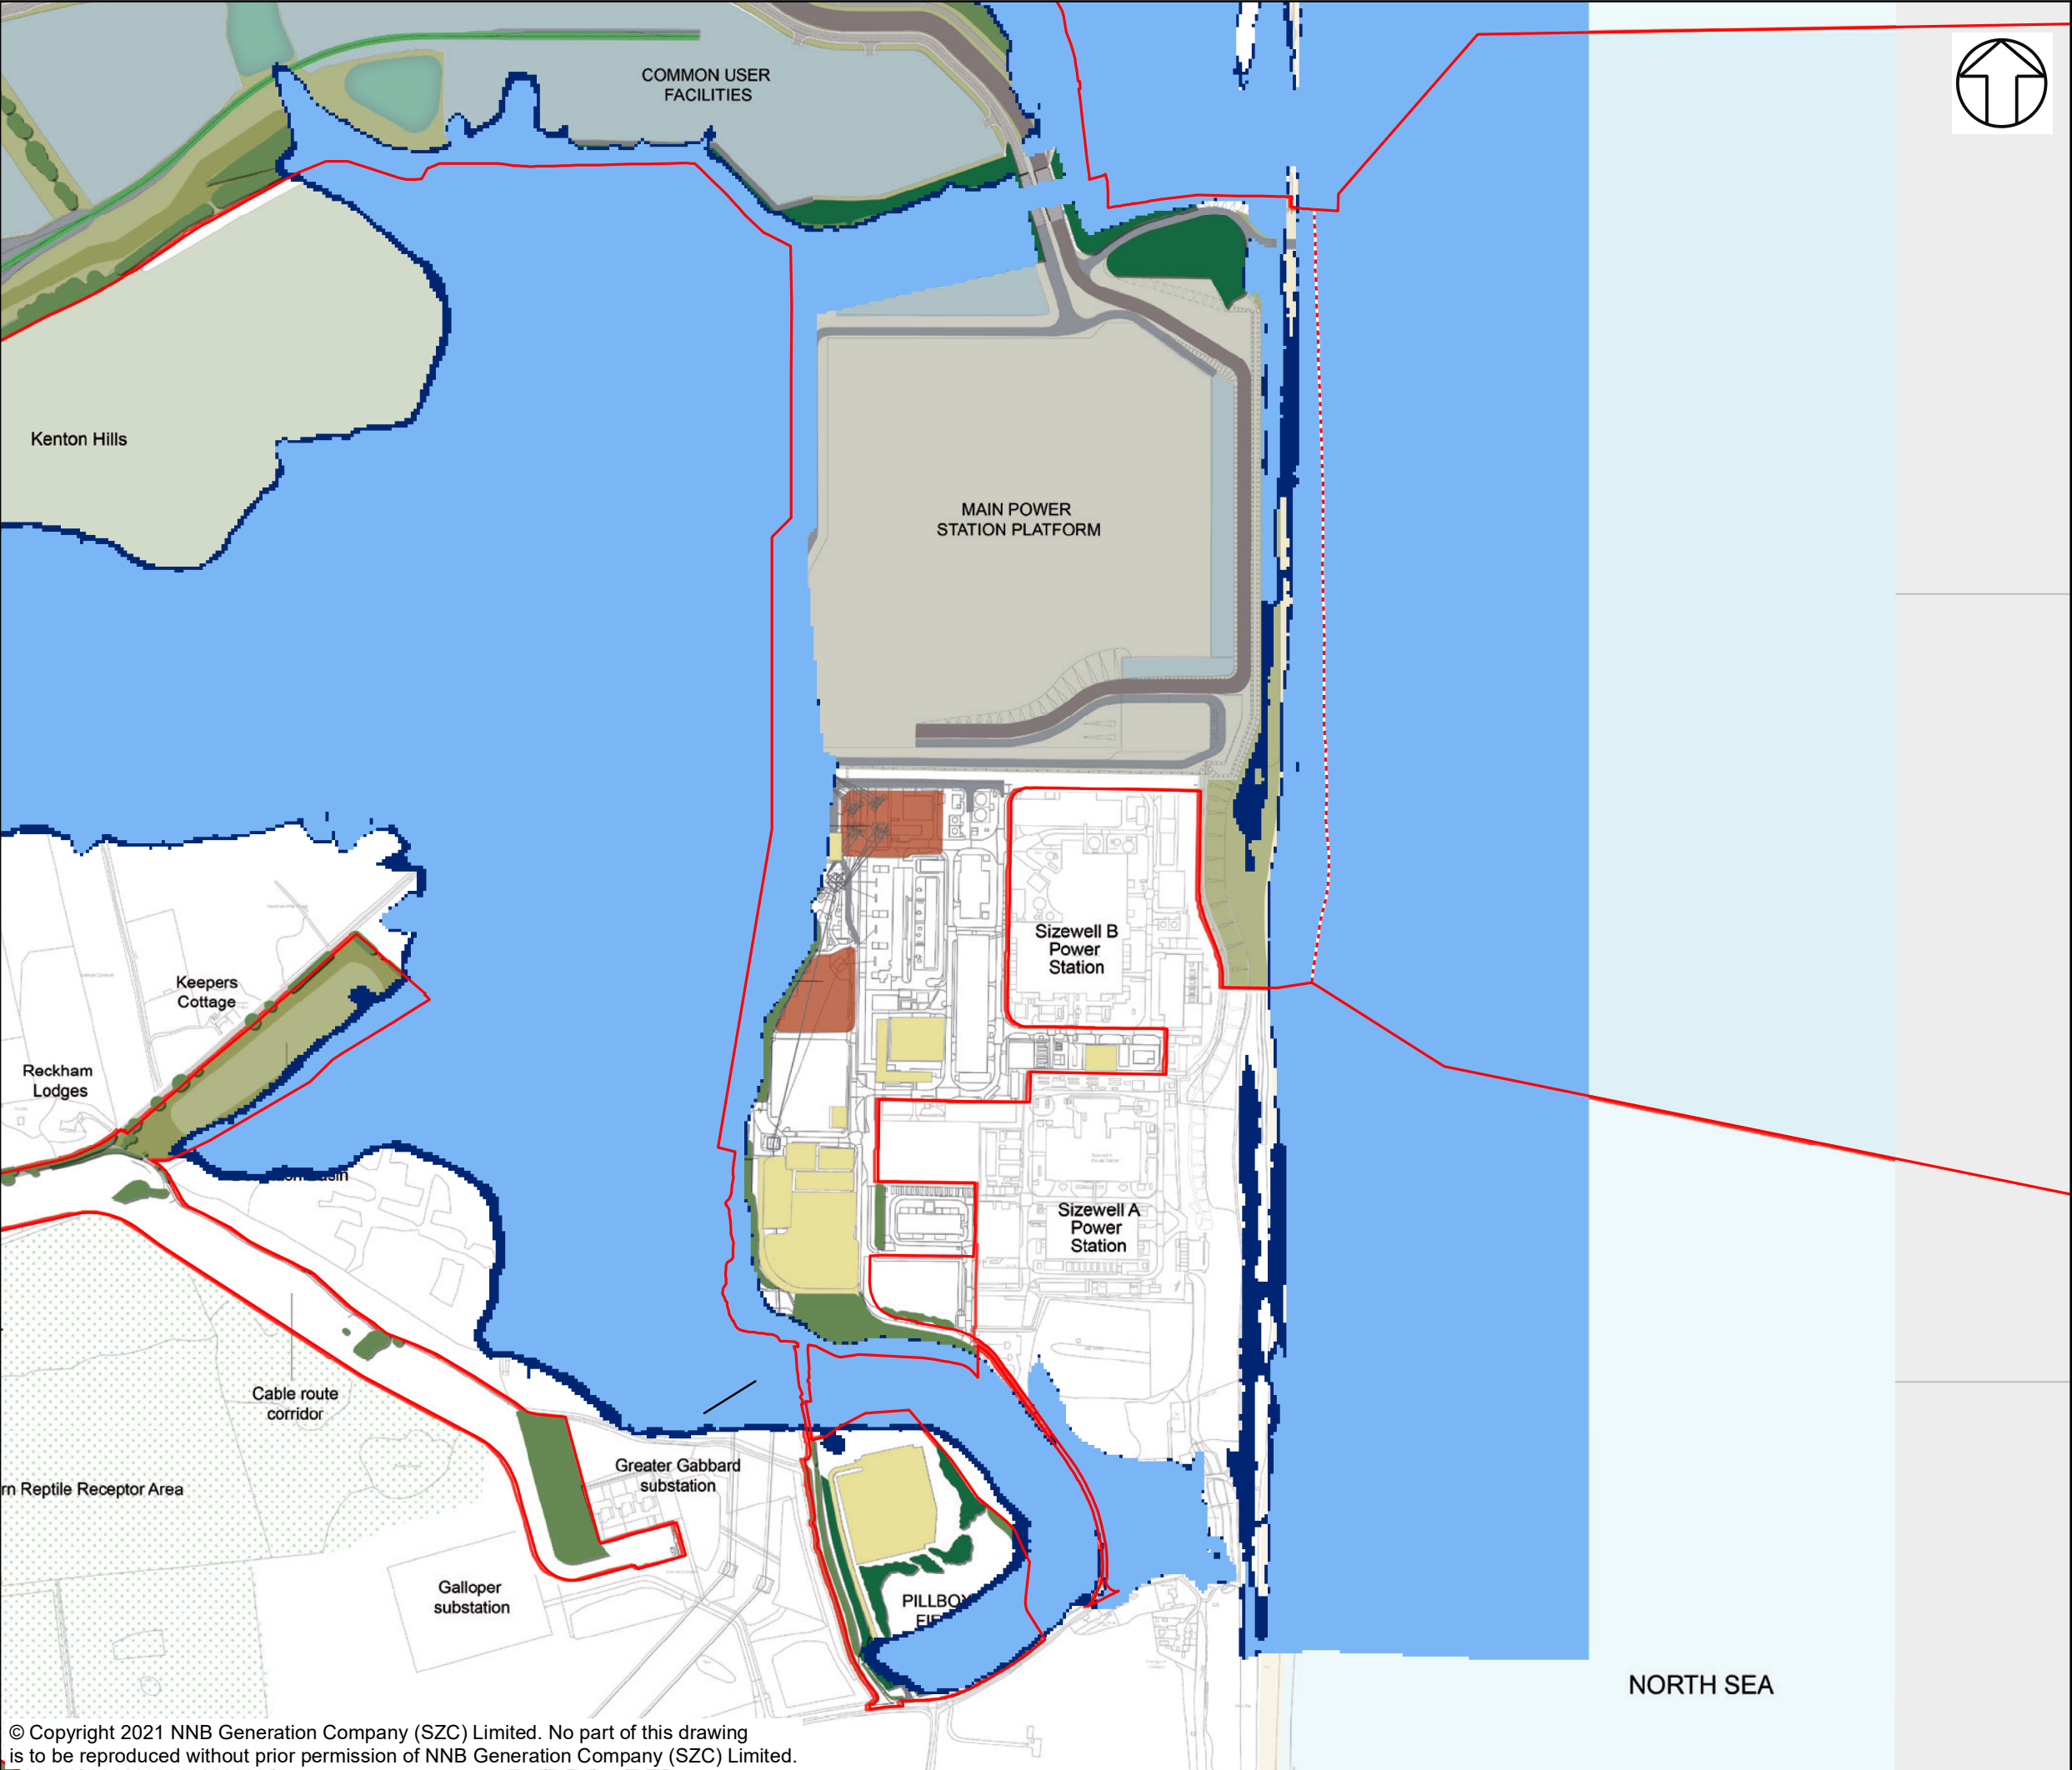 COMMON USER
FACILITIES
Kenton Hills
MAIN POWER
STATION PLATFORM
Sizewell B
Power
Station
Keepers
Cottage
Reckham
Lodges
Sizewell A
Power
Station
Cable route
corridor
Greater Gabbard
substation
rn Reptile Receptor Area
Galloper
substation
PILLBOX
NORTH SEA
© Copyright 2021 NNB Generation Company (SZC) Limited. No part of this drawing
is to be reproduced without prior permission of NNB Generation Company (SZC) Limited.